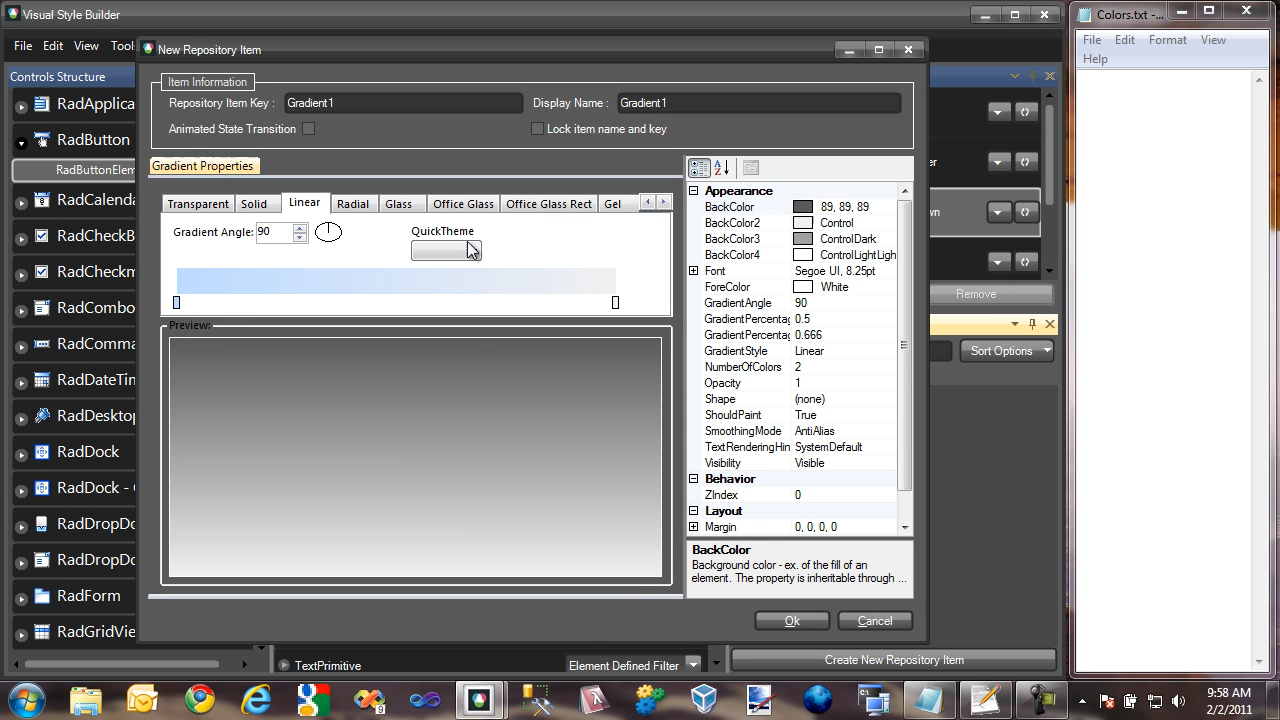 Visual Style Builder
Colors.txt -...
File Edit View Tool
File Edit Format View
Help
New Repository Item
Controls Structure
RadApplica
RadButton
RadButtonElem
RadCalenda
RadCheckB
RadCheckm
RadCombo
RadComma
RadDateTin
RadDesktop
RadDock
RadDock -
RadDropDo
RadDropDo
RadForm
RadGridVie
Item Information
Repository Item Key : Gradient1 Display Name : Gradient1
Animated State Transition Lock item name and key
Gradient Properties
Transparent Solid Linear Radial Glass Office Glass Office Glass Rect Gel
Gradient Angle: 90 QuickTheme
Preview:
Appearance
BackColor 89, 89, 89
BackColor2 Control
BackColor3 ControlDark
BackColor4 ControlLightLigh
Font Segoe UI, 8.25pt
ForeColor White
GradientAngle 90
GradientPercentag 0.5
GradientPercentag 0.666
GradientStyle Linear
NumberOfColors 2
Opacity 1
Shape (none)
ShouldPaint True
SmoothingMode AntiAlias
TextRenderingHin SystemDefault
Visibility Visible
Behavior
ZIndex 0
Layout
Margin 0, 0, 0, 0
BackColor
Background color - ex. of the fill of an
element. The property is inheritable through ...
Ok Cancel
er
wn
Remove
Sort Options
TextPrimitive Element Defined Filter
Create New Repository Item
9:58 AM
2/2/2011